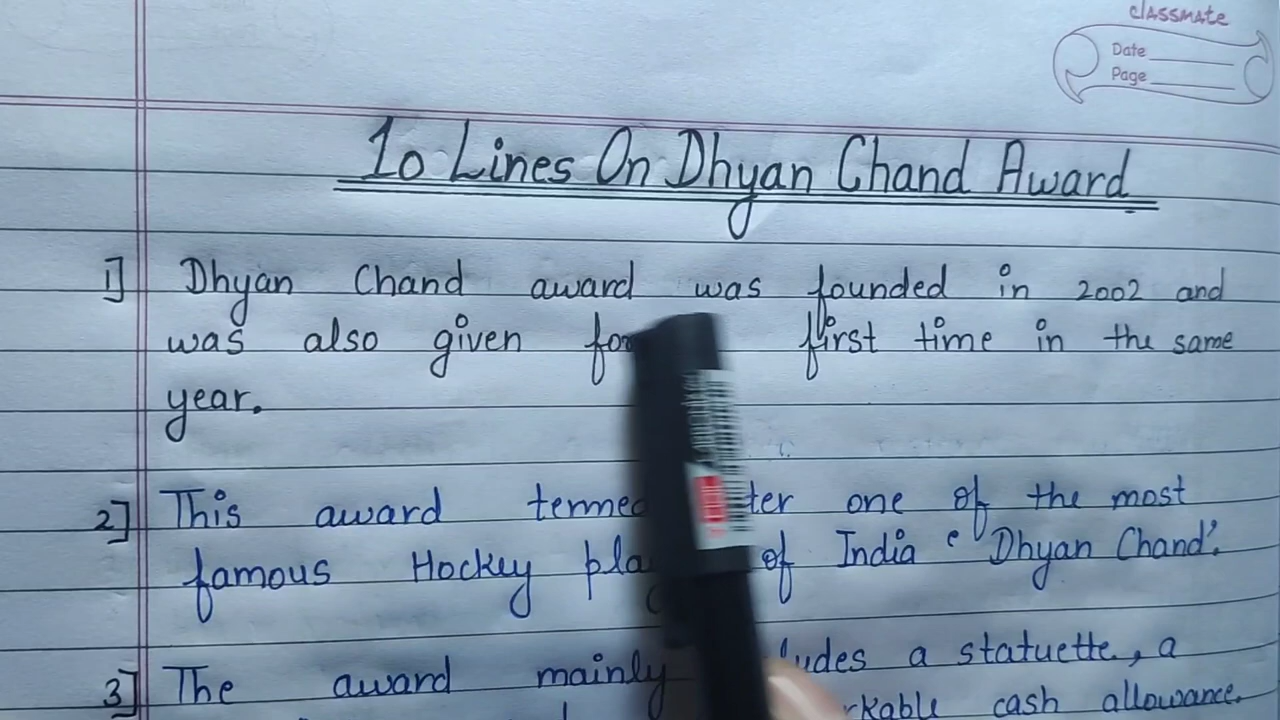 classmate
Date
Page
10 Lines On Dhyan Chand Award
1] Dhyan Chand award was founded in 2002 and
was also given for first time in the same
year.
2] This award one of the most
famous Hockey of India ‘Dhyan Chand’.
3] The award mainly a statuette, a
cash allowance.